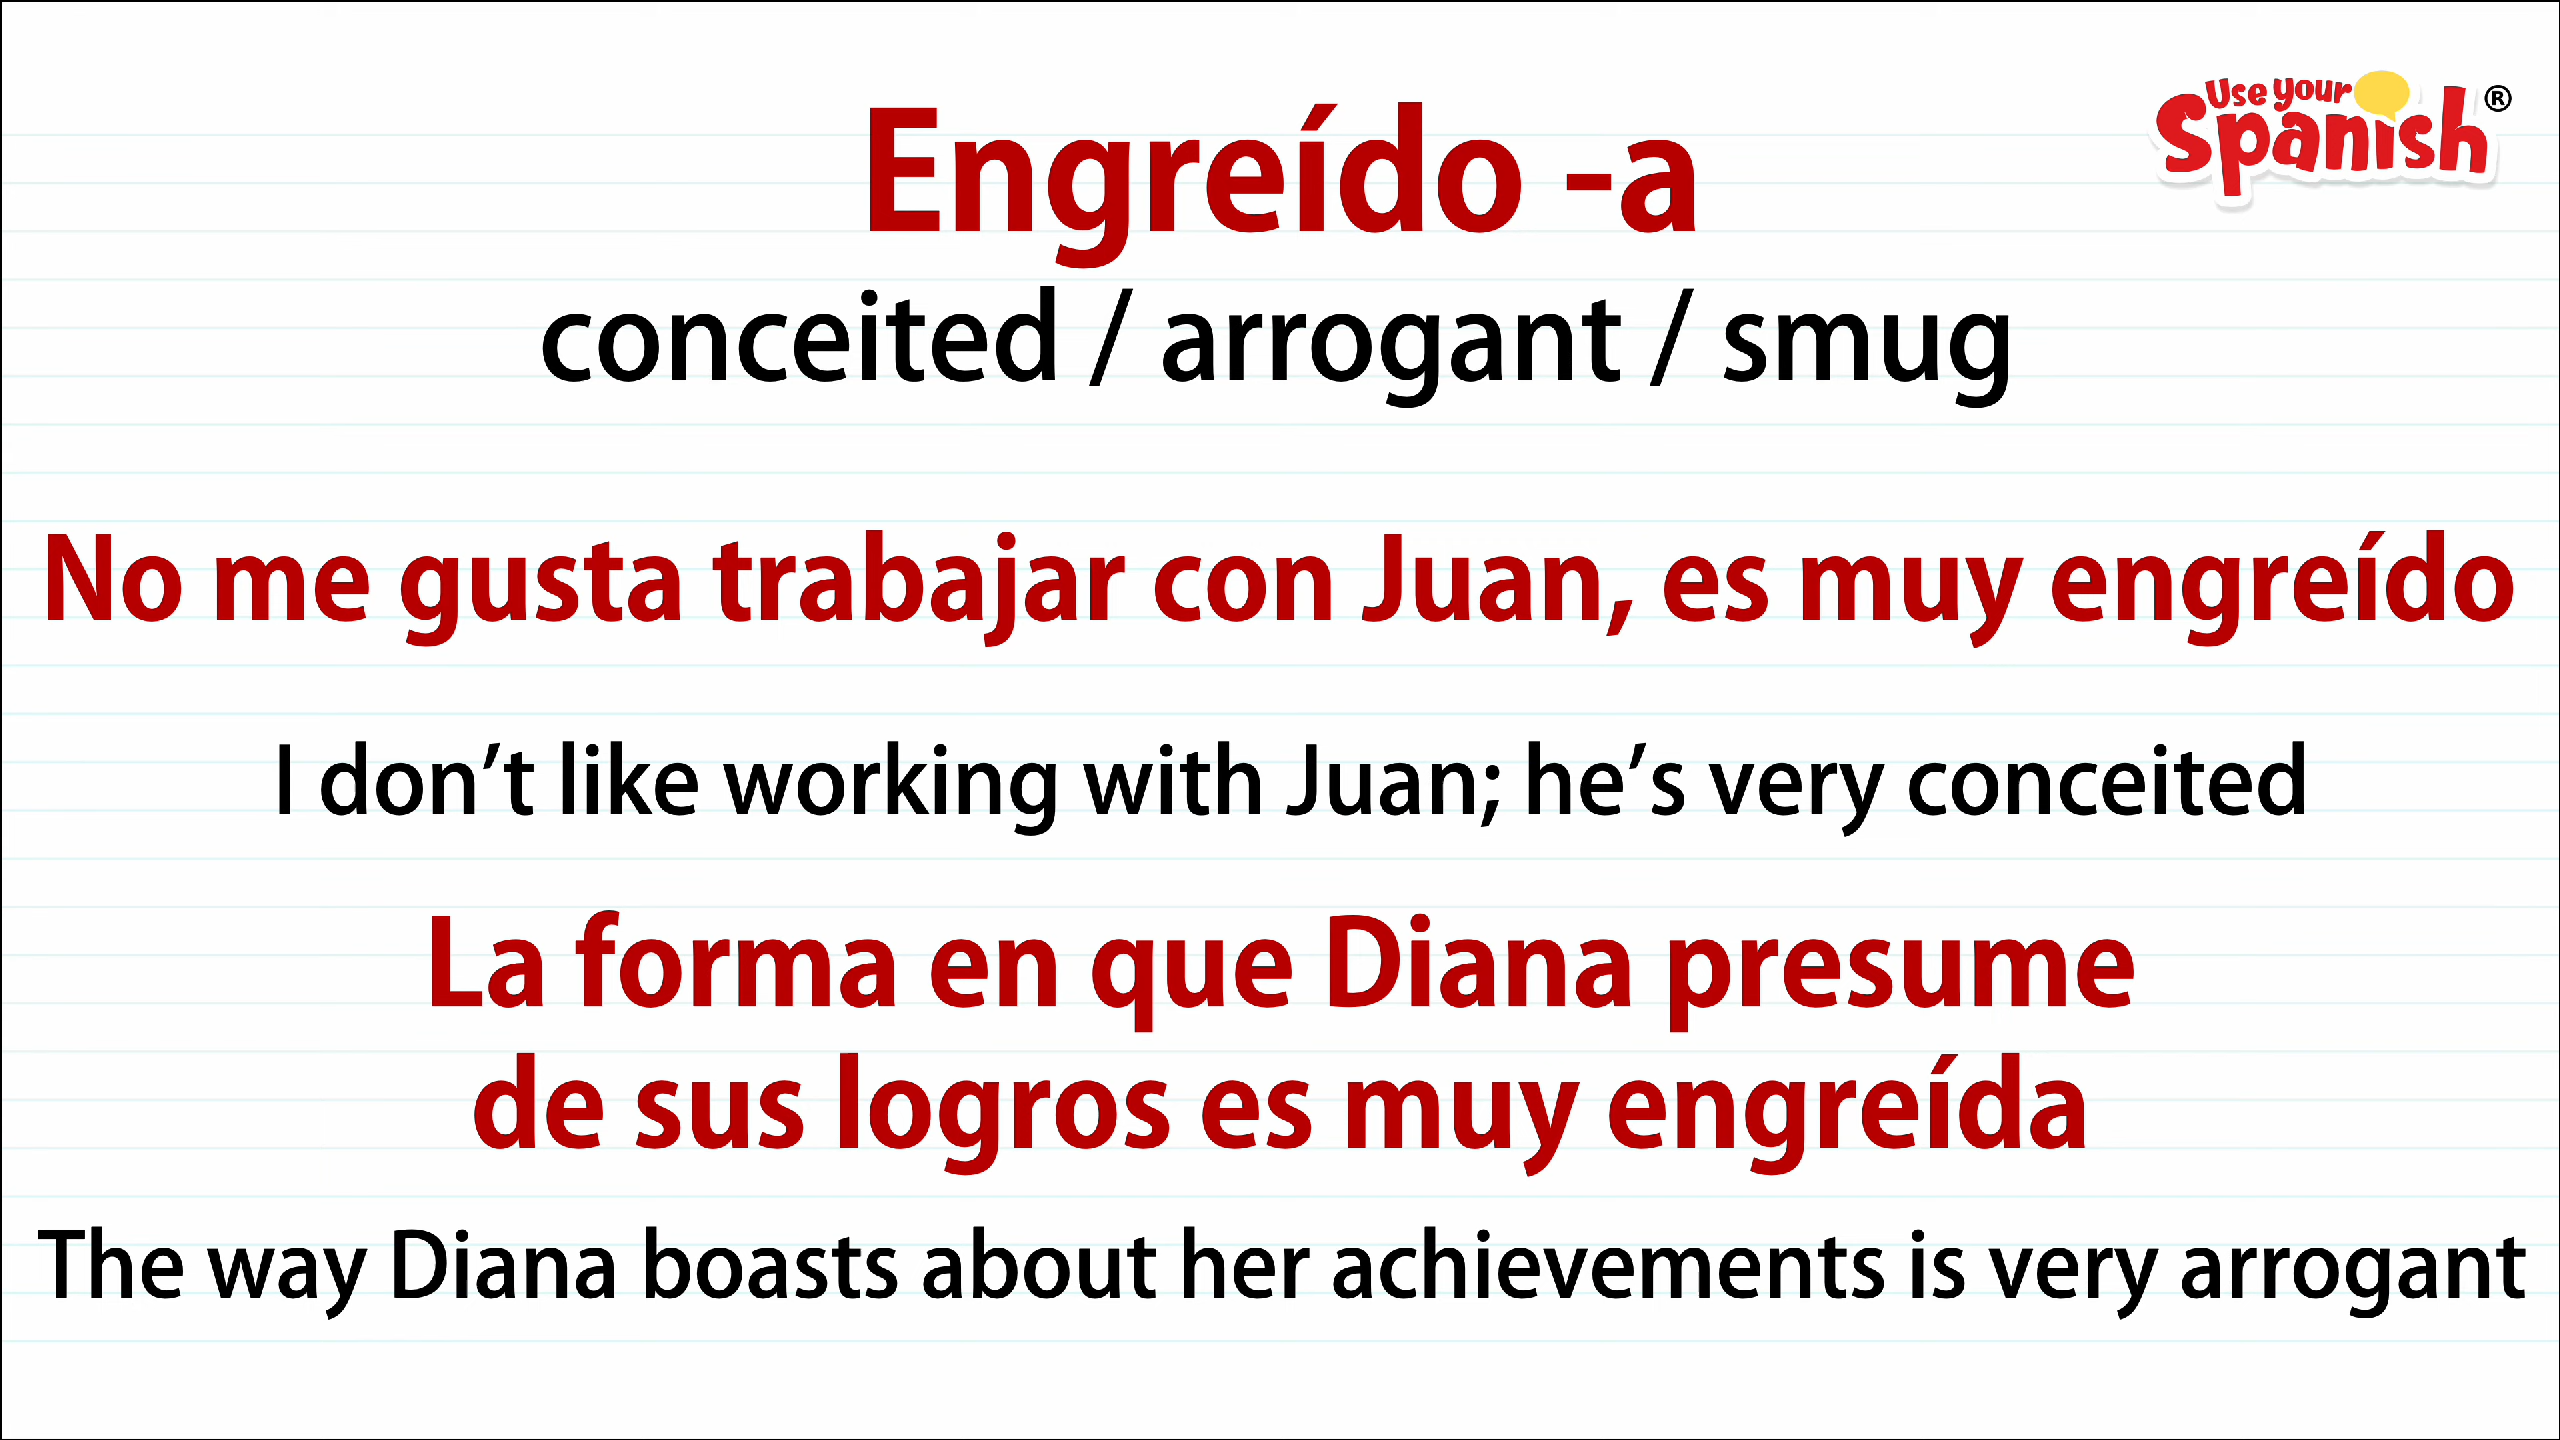 Use your
Spanish®
Engreído -a
conceited / arrogant / smug
No me gusta trabajar con Juan, es muy engreído
I don’t like working with Juan; he’s very conceited
La forma en que Diana presume
de sus logros es muy engreída
The way Diana boasts about her achievements is very arrogant